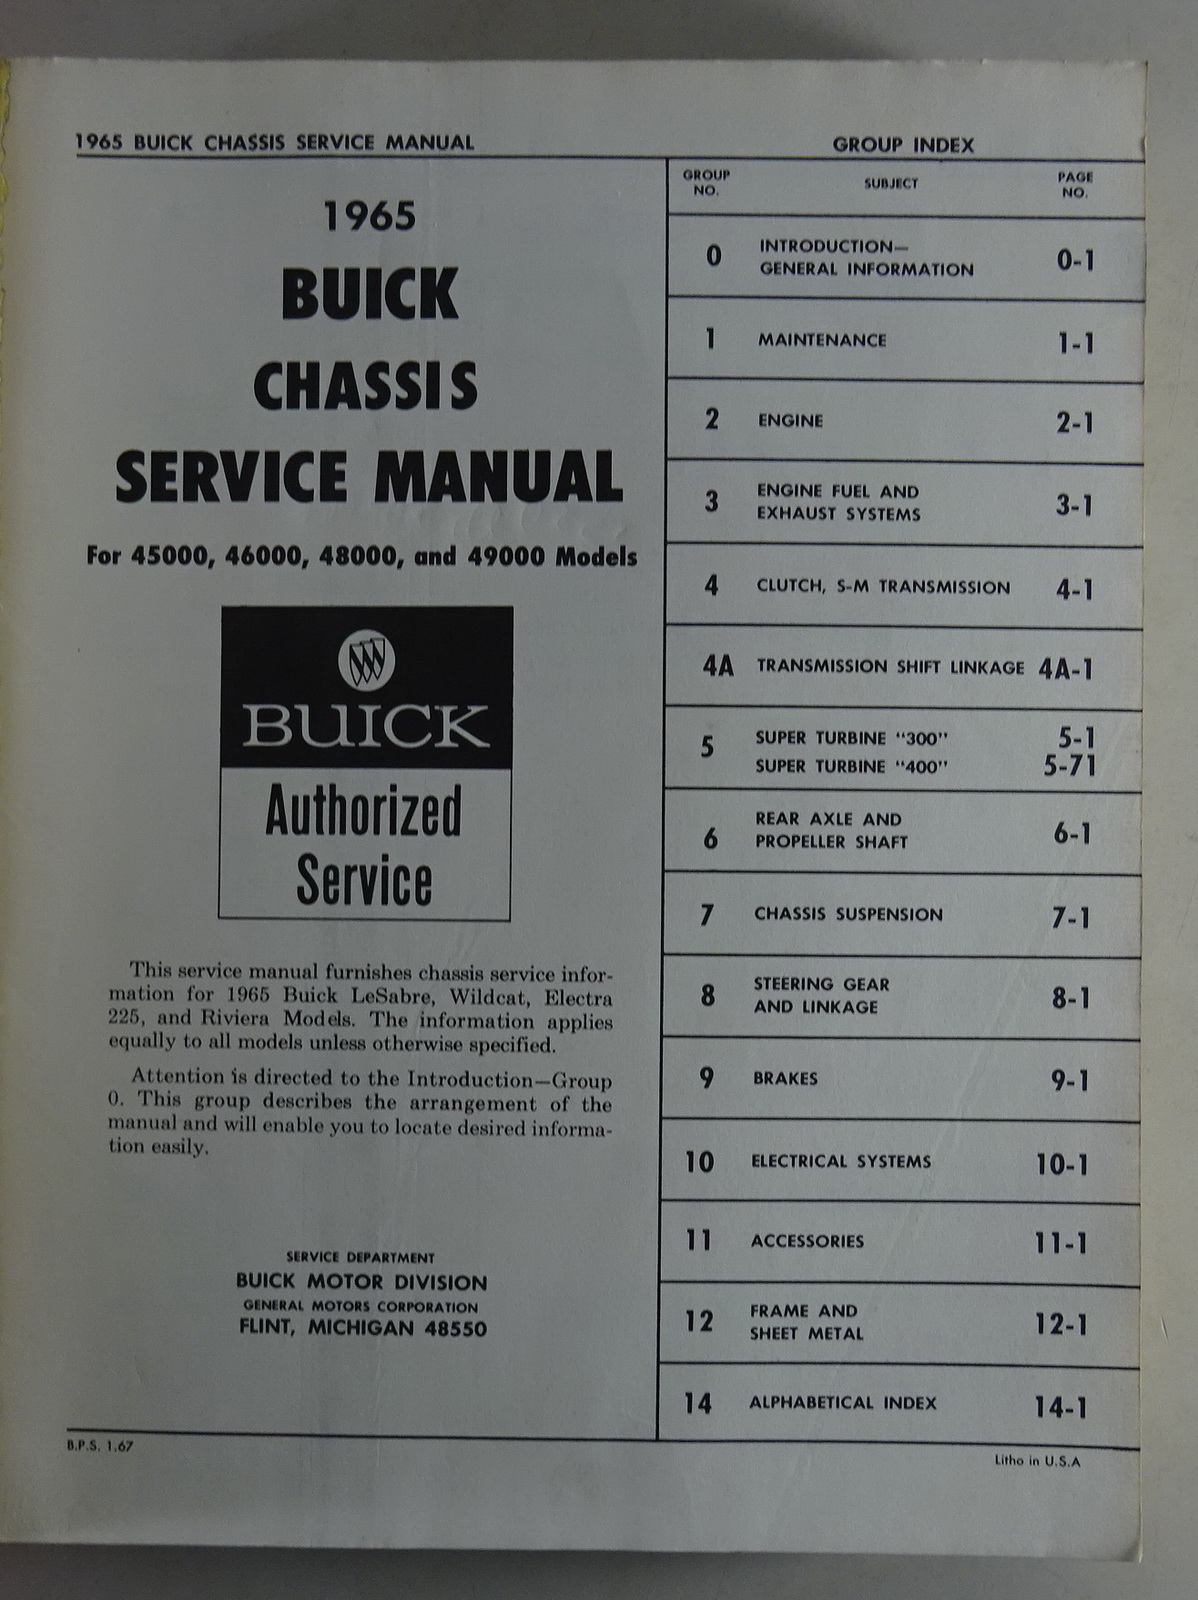 1965 BUICK CHASSIS SERVICE MANUAL
GROUP INDEX
1965
BUICK
CHASSIS
SERVICE MANUAL
For 45000, 46000, 48000, and 49000 Models
BUICK
Authorized
Service
This service manual furnishes chassis service infor-
mation for 1965 Buick LeSabre, Wildcat, Electra
225, and Riviera Models. The information applies
equally to all models unless otherwise specified.
Attention is directed to the Introduction—Group
0. This group describes the arrangement of the
manual and will enable you to locate desired informa-
tion easily.
SERVICE DEPARTMENT
BUICK MOTOR DIVISION
GENERAL MOTORS CORPORATION
FLINT, MICHIGAN 48550
GROUP NO. SUBJECT PAGE NO.
0 INTRODUCTION—
GENERAL INFORMATION 0-1
1 MAINTENANCE 1-1
2 ENGINE 2-1
3 ENGINE FUEL AND
EXHAUST SYSTEMS 3-1
4 CLUTCH, S-M TRANSMISSION 4-1
4A TRANSMISSION SHIFT LINKAGE 4A-1
5 SUPER TURBINE "300" 5-1
SUPER TURBINE "400" 5-71
6 REAR AXLE AND
PROPELLER SHAFT 6-1
7 CHASSIS SUSPENSION 7-1
8 STEERING GEAR
AND LINKAGE 8-1
9 BRAKES 9-1
10 ELECTRICAL SYSTEMS 10-1
11 ACCESSORIES 11-1
12 FRAME AND
SHEET METAL 12-1
14 ALPHABETICAL INDEX 14-1
B.P.S. 1.67
Litho in U.S.A